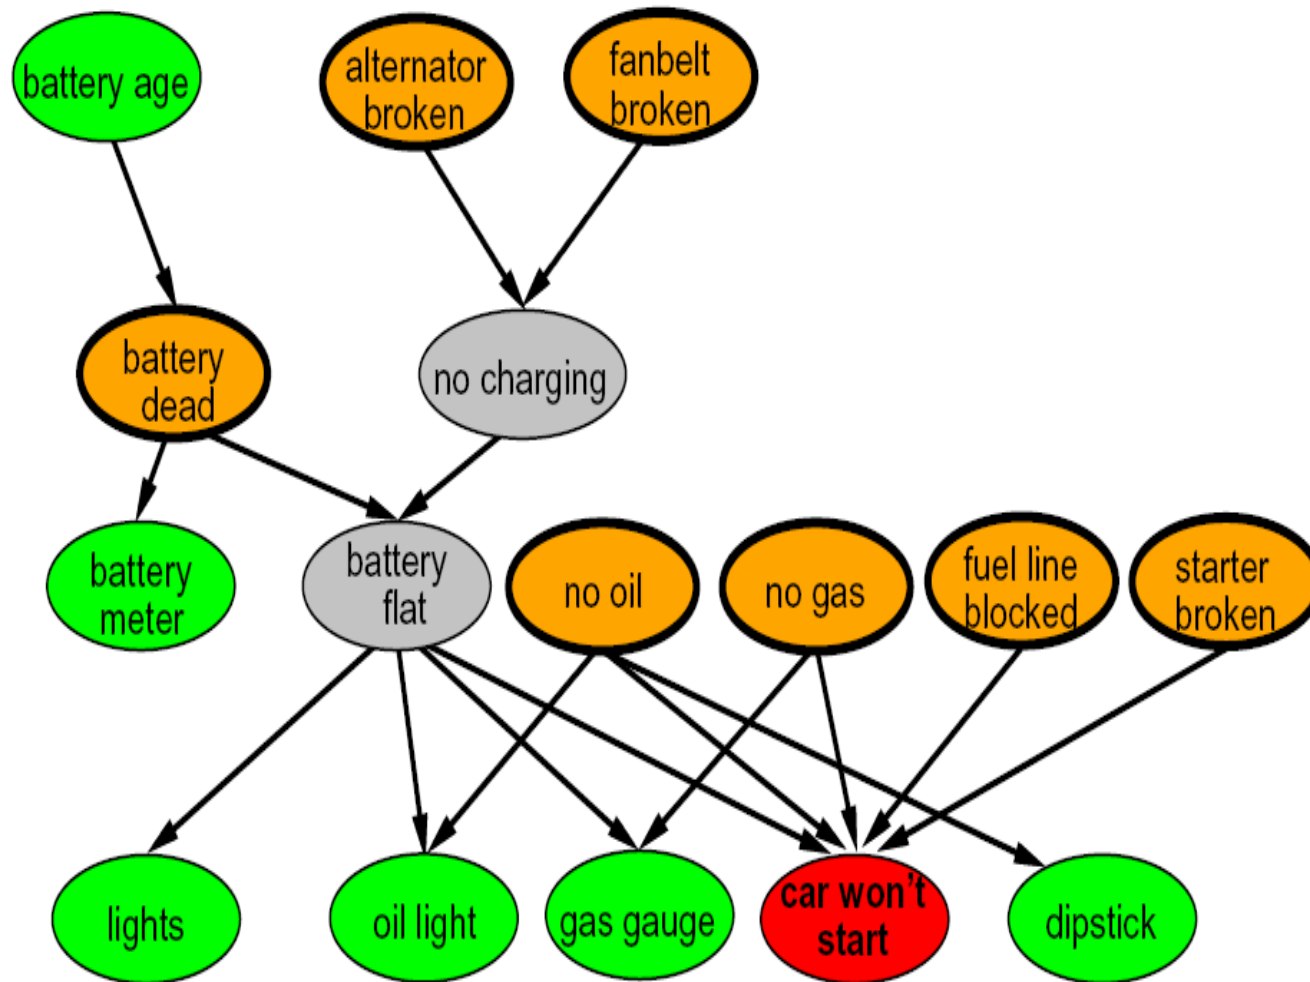 battery age
alternator
broken
fanbelt
broken
battery
dead
no charging
battery
meter
battery
flat
no oil
no gas
fuel line
blocked
starter
broken
lights
oil light
gas gauge
car won't
start
dipstick